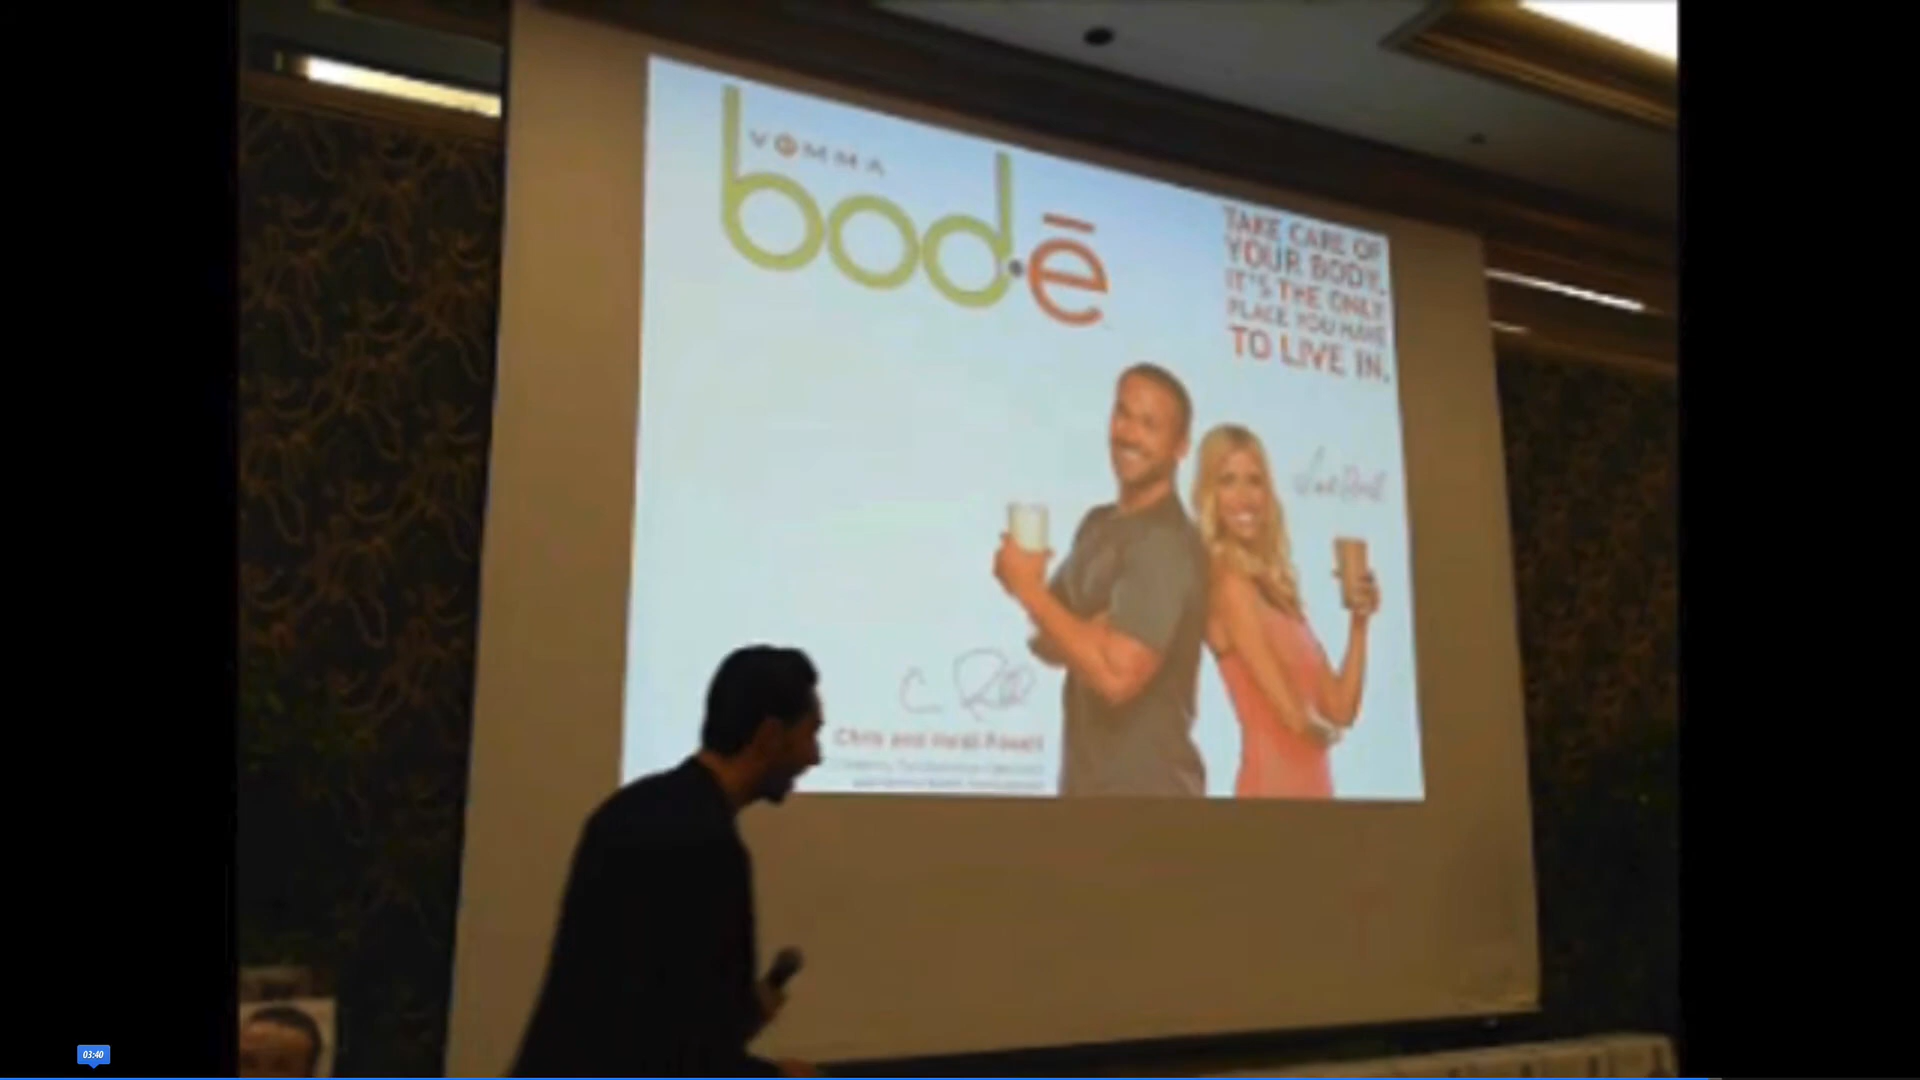 VEMMA
bod•ē
TAKE CARE OF
YOUR BODY.
IT'S THE ONLY
PLACE YOU HAVE
TO LIVE IN.
Chris and Heidi Powell
03:40